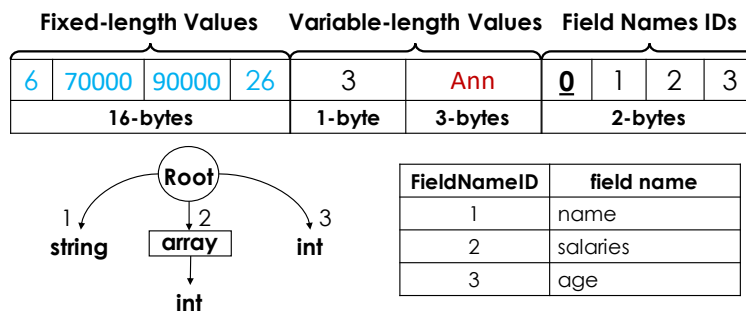 Fixed-length Values Variable-length Values Field Names IDs
6 70000 90000 26 3 Ann 0 1 2 3
16-bytes 1-byte 3-bytes 2-bytes
Root
1 2 3
string array int
int
FieldNameID field name
1 name
2 salaries
3 age